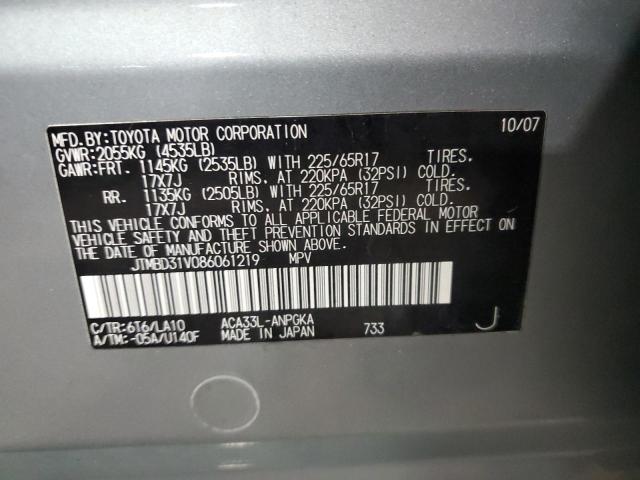 MFD.BY:TOYOTA MOTOR CORPORATION 10/07
GVWR:2055KG (4535LB)
GAWR:FRT. 1145KG (2535LB) WITH 225/65R17 TIRES.
17X7J RIMS. AT 220KPA (32PSI) COLD.
RR. 1135KG (2505LB) WITH 225/65R17 TIRES.
17X7J RIMS. AT 220KPA (32PSI) COLD.
THIS VEHICLE CONFORMS TO ALL APPLICABLE FEDERAL MOTOR
VEHICLE SAFETY AND THEFT PREVENTION STANDARDS IN EFFECT ON
THE DATE OF MANUFACTURE SHOWN ABOVE.
JTMBD31V086061219 MPV
C/TR:6T6/LA10 ACA33L-ANPGKA
A/TM:-05A/U140F MADE IN JAPAN 733 J